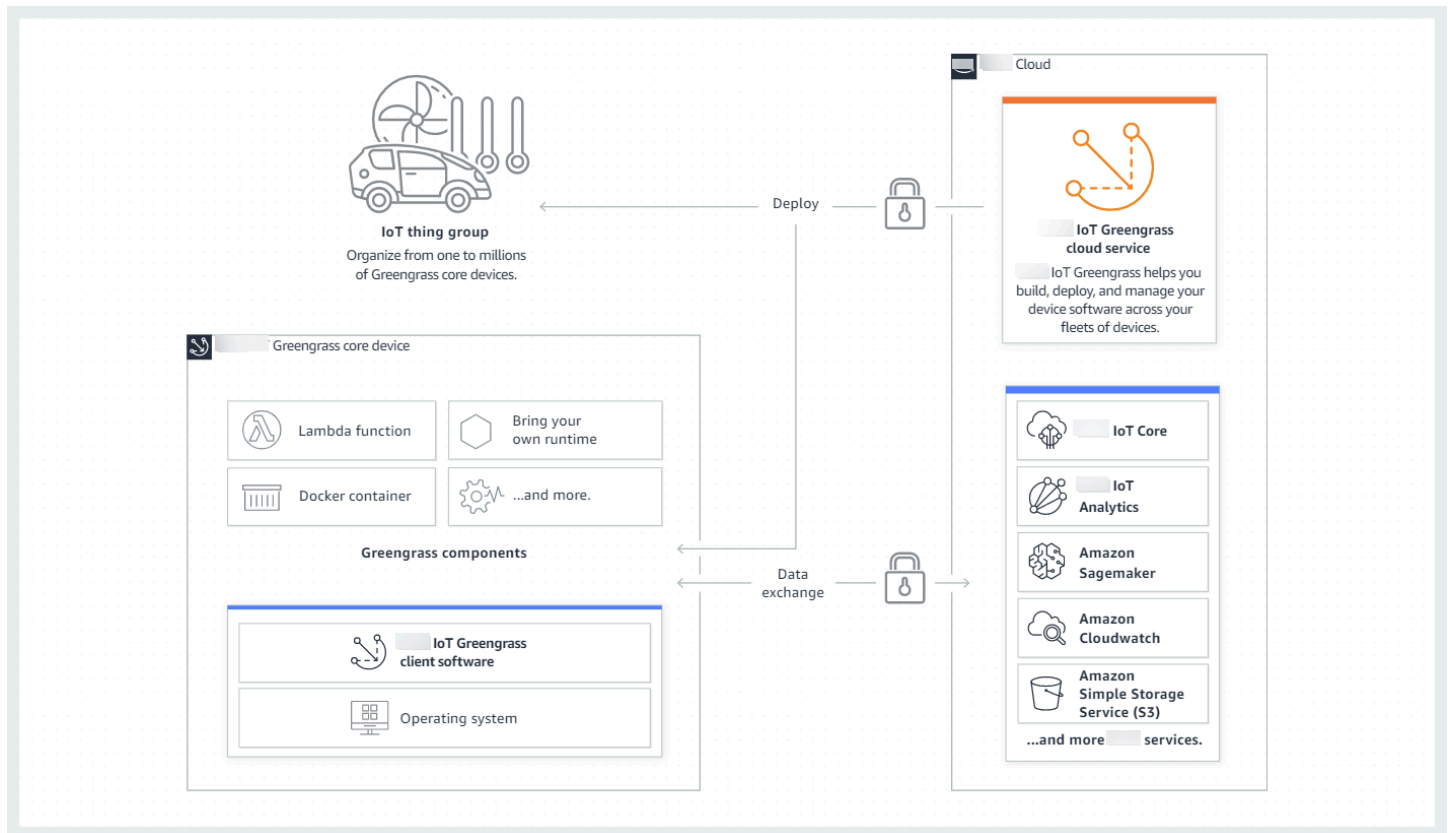 Cloud
IoT Greengrass
cloud service
IoT Greengrass helps you
build, deploy, and manage your
device software across your
fleets of devices.
Deploy
IoT thing group
Organize from one to millions
of Greengrass core devices.
Greengrass core device
Lambda function
Bring your
own runtime
Docker container
...and more.
Greengrass components
IoT Greengrass
client software
Operating system
Data
exchange
IoT Core
IoT
Analytics
Amazon
Sagemaker
Amazon
Cloudwatch
Amazon
Simple Storage
Service (S3)
...and more services.